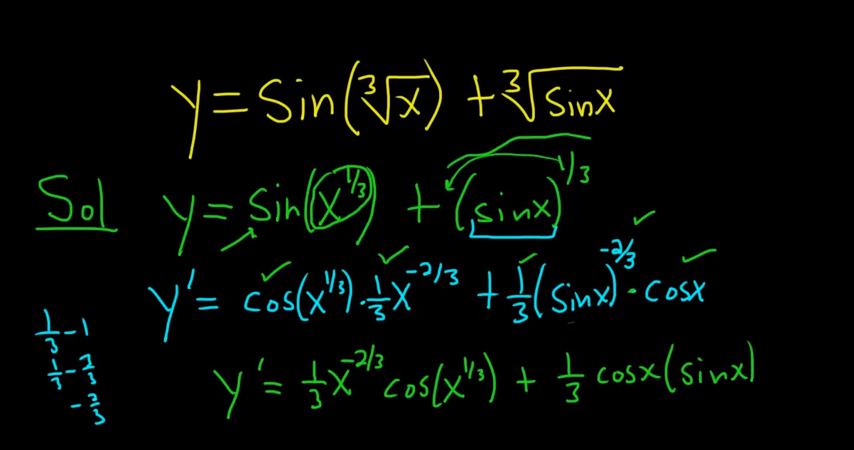 y = Sin(∛x) + ∛sinx
Sol y = sin(x^1/3) + (sinx)^1/3
y' = cos(x^1/3) · 1/3 x^-2/3 + 1/3 (sinx)^-2/3 · cosx
1/3 - 1
1/3 - 3/3
- 2/3
y' = 1/3 x^-2/3 cos(x^1/3) + 1/3 cosx(sinx)